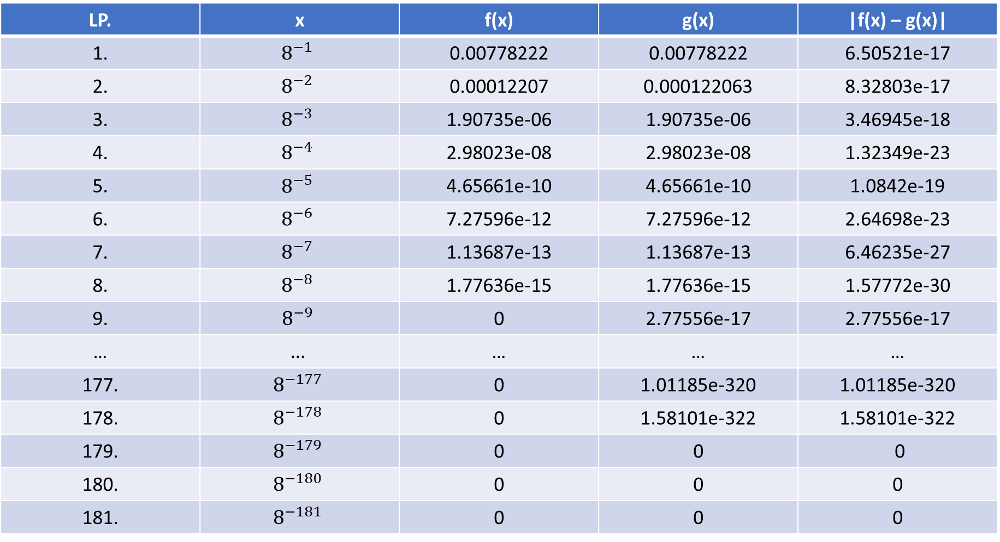 LP. x f(x) g(x) |f(x) – g(x)|
1. 8⁻¹ 0.00778222 0.00778222 6.50521e-17
2. 8⁻² 0.00012207 0.000122063 8.32803e-17
3. 8⁻³ 1.90735e-06 1.90735e-06 3.46945e-18
4. 8⁻⁴ 2.98023e-08 2.98023e-08 1.32349e-23
5. 8⁻⁵ 4.65661e-10 4.65661e-10 1.0842e-19
6. 8⁻⁶ 7.27596e-12 7.27596e-12 2.64698e-23
7. 8⁻⁷ 1.13687e-13 1.13687e-13 6.46235e-27
8. 8⁻⁸ 1.77636e-15 1.77636e-15 1.57772e-30
9. 8⁻⁹ 0 2.77556e-17 2.77556e-17
... ... ... ... ...
177. 8⁻¹⁷⁷ 0 1.01185e-320 1.01185e-320
178. 8⁻¹⁷⁸ 0 1.58101e-322 1.58101e-322
179. 8⁻¹⁷⁹ 0 0 0
180. 8⁻¹⁸⁰ 0 0 0
181. 8⁻¹⁸¹ 0 0 0